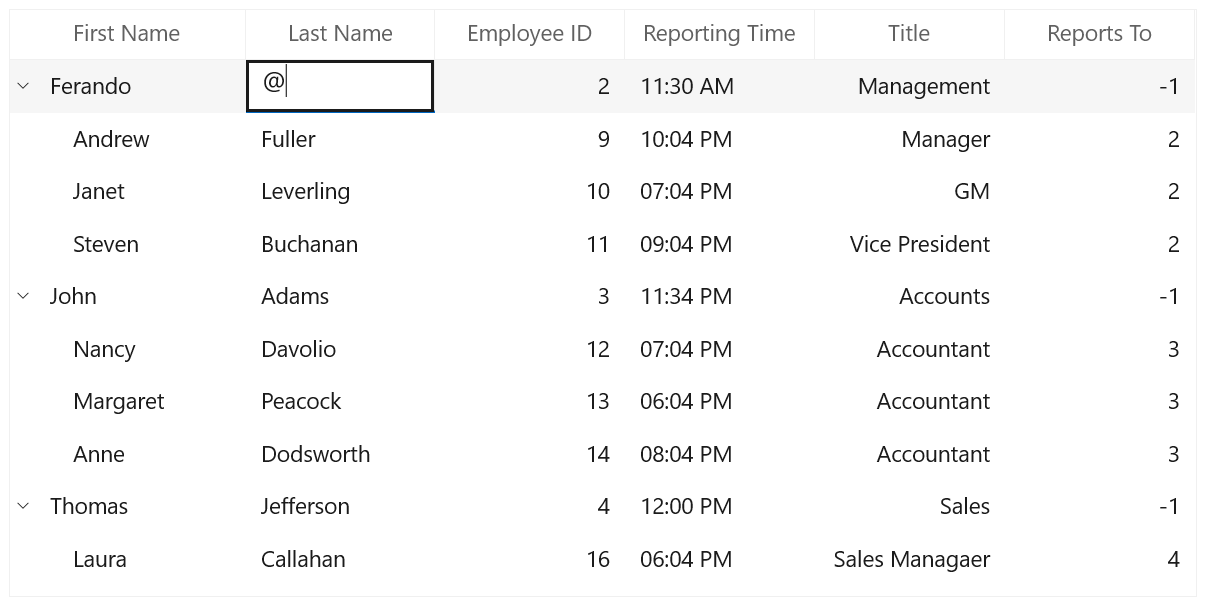 First Name Last Name Employee ID Reporting Time Title Reports To
Ferando @ 2 11:30 AM Management -1
Andrew Fuller 9 10:04 PM Manager 2
Janet Leverling 10 07:04 PM GM 2
Steven Buchanan 11 09:04 PM Vice President 2
John Adams 3 11:34 PM Accounts -1
Nancy Davolio 12 07:04 PM Accountant 3
Margaret Peacock 13 06:04 PM Accountant 3
Anne Dodsworth 14 08:04 PM Accountant 3
Thomas Jefferson 4 12:00 PM Sales -1
Laura Callahan 16 06:04 PM Sales Managaer 4